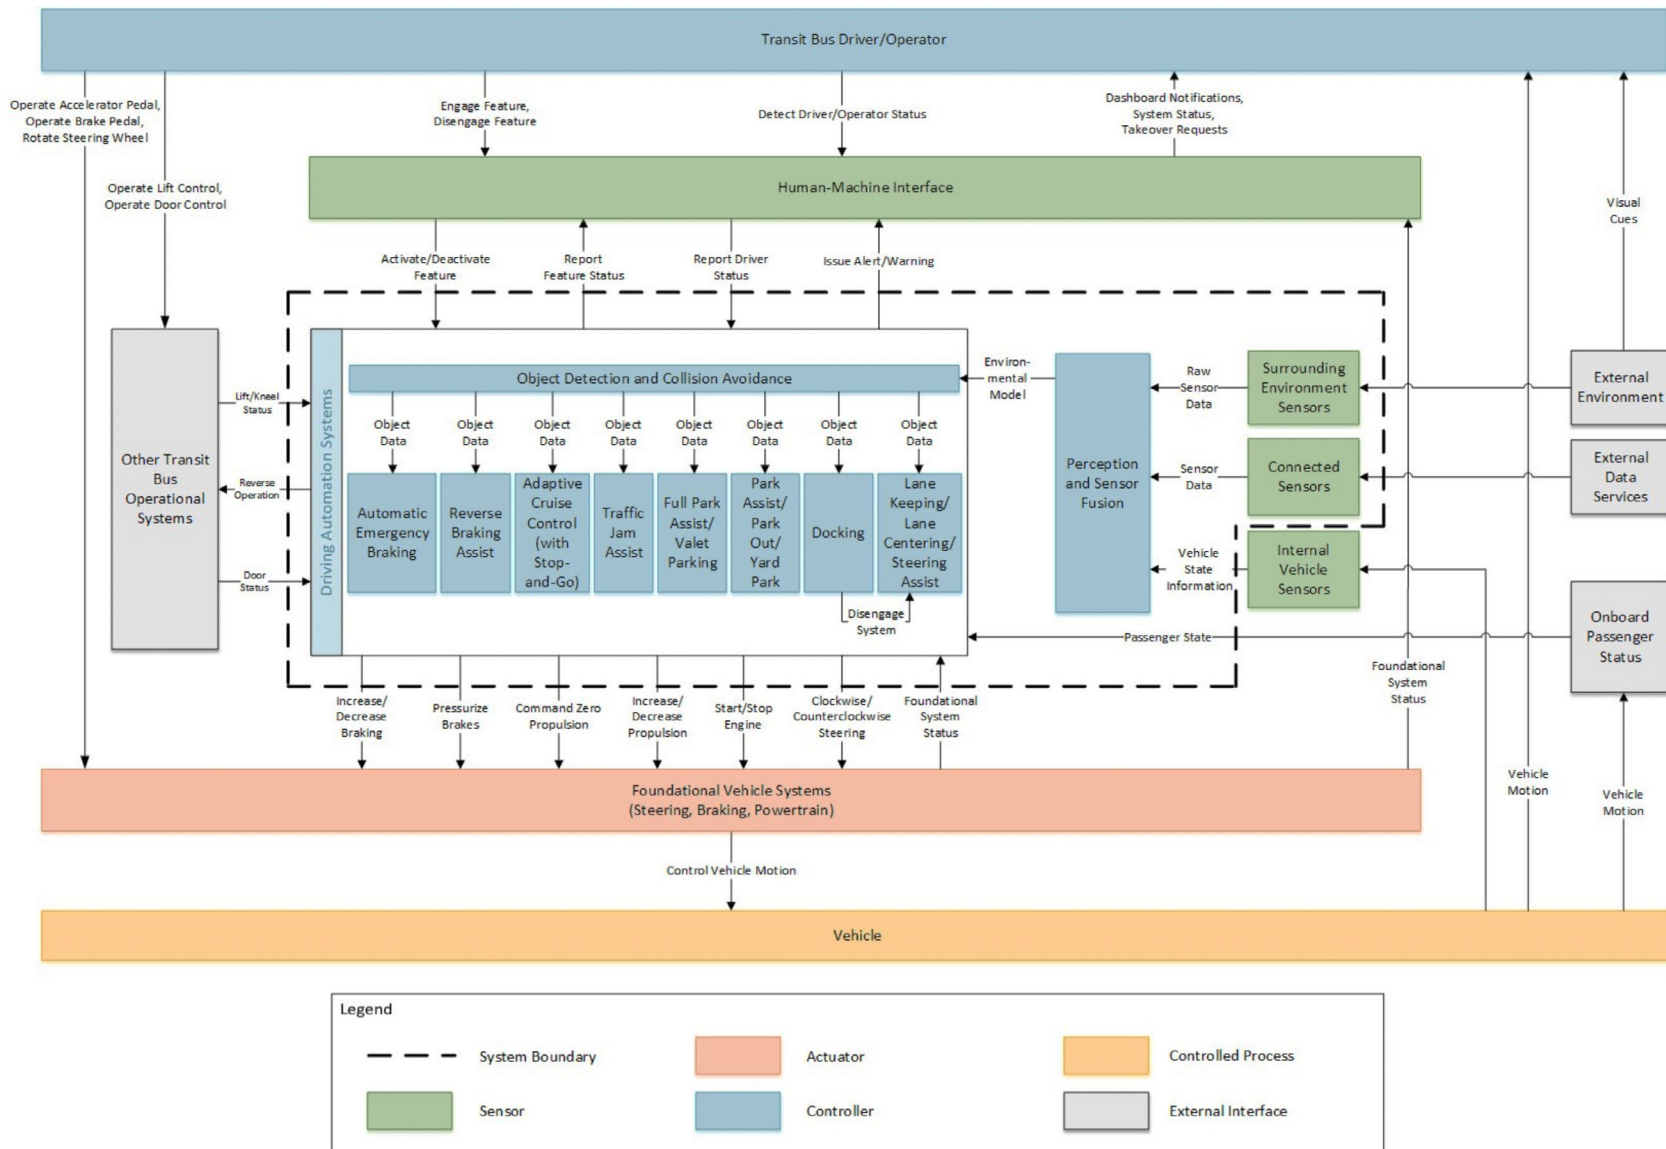 Transit Bus Driver/Operator
Operate Accelerator Pedal,
Operate Brake Pedal,
Rotate Steering Wheel
Engage Feature,
Disengage Feature
Detect Driver/Operator Status
Dashboard Notifications,
System Status,
Takeover Requests
Operate Lift Control,
Operate Door Control
Human-Machine Interface
Visual
Cues
Activate/Deactivate
Feature
Report
Feature Status
Report Driver
Status
Issue Alert/Warning
Driving Automation Systems
Object Detection and Collision Avoidance
Environ-
mental
Model
Raw
Sensor
Data
Surrounding
Environment
Sensors
External
Environment
Lift/Kneel
Status
Object
Data
Object
Data
Object
Data
Object
Data
Object
Data
Object
Data
Object
Data
Object
Data
Other Transit
Bus
Operational
Systems
Reverse
Operation
Door
Status
Automatic
Emergency
Braking
Reverse
Braking
Assist
Adaptive
Cruise
Control
(with
Stop-
and-Go)
Traffic
Jam
Assist
Full Park
Assist/
Valet
Parking
Park
Assist/
Park
Out/
Yard
Park
Docking
Lane
Keeping/
Lane
Centering/
Steering
Assist
Disengage
System
Perception
and Sensor
Fusion
Sensor
Data
Connected
Sensors
External
Data
Services
Vehicle
State
Information
Internal
Vehicle
Sensors
Passenger State
Onboard
Passenger
Status
Increase/
Decrease
Braking
Pressurize
Brakes
Command Zero
Propulsion
Increase/
Decrease
Propulsion
Start/Stop
Engine
Clockwise/
Counterclockwise
Steering
Foundational
System
Status
Foundational
System
Status
Foundational Vehicle Systems
(Steering, Braking, Powertrain)
Vehicle
Motion
Vehicle
Motion
Control Vehicle Motion
Vehicle
Legend
System Boundary
Actuator
Controlled Process
Sensor
Controller
External Interface